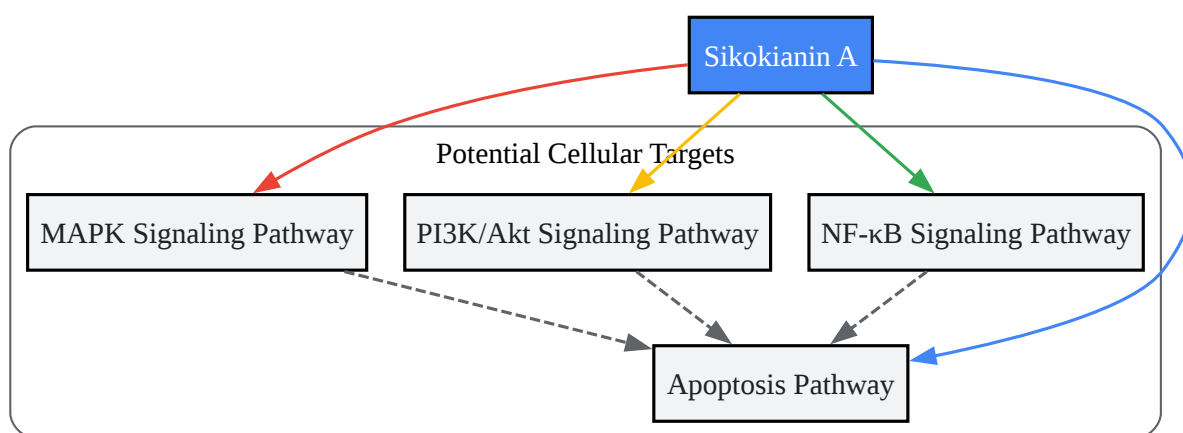 Sikokianin A
Potential Cellular Targets
MAPK Signaling Pathway
PI3K/Akt Signaling Pathway
NF-κB Signaling Pathway
Apoptosis Pathway